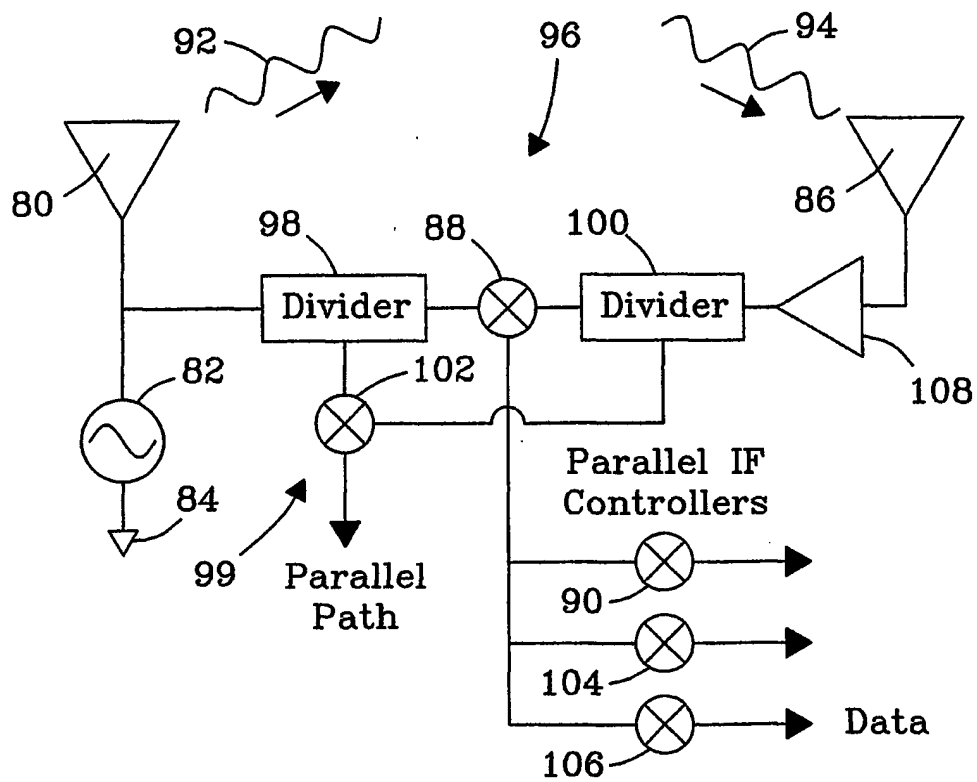 92
96
94
80
86
98
88
100
Divider
Divider
82
102
108
84
Parallel IF
Controllers
99
Parallel
Path
90
104
Data
106